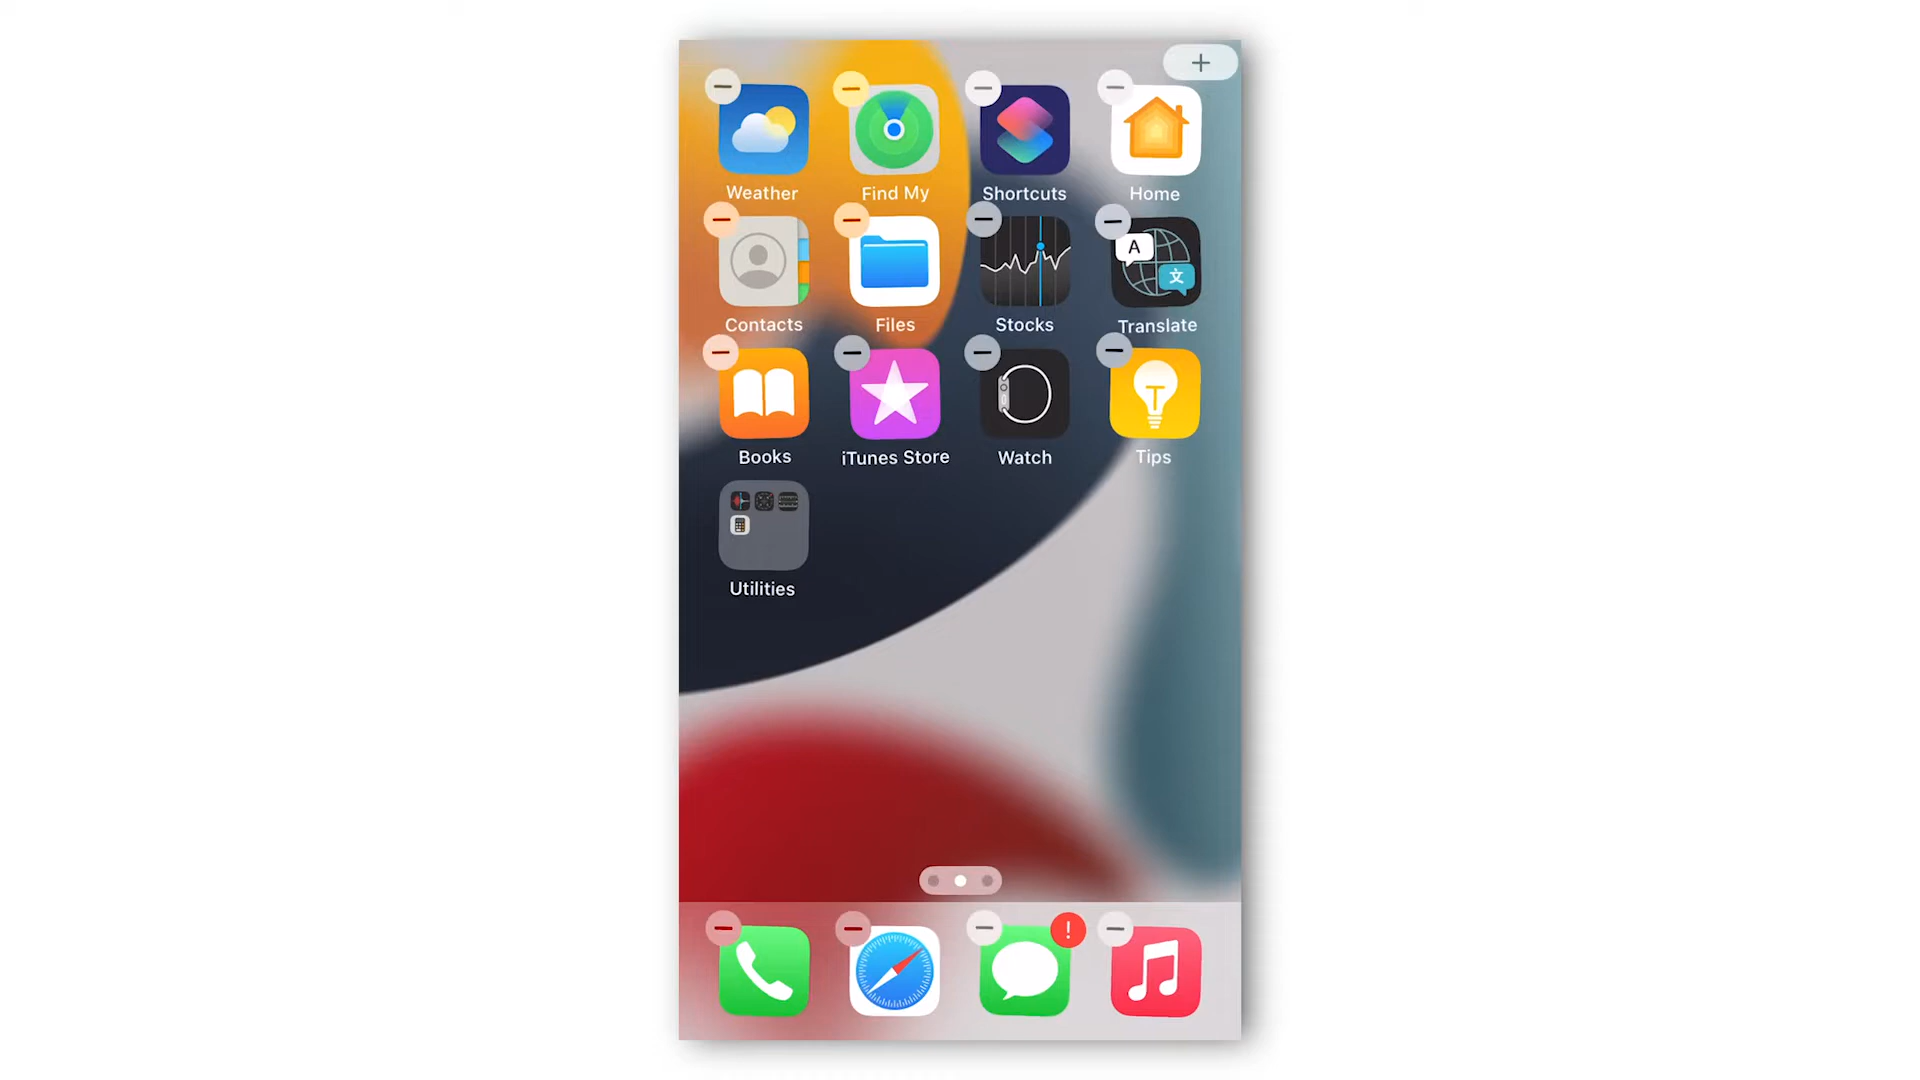 +
Weather
Find My
Shortcuts
Home
A
文
Contacts
Files
Stocks
Translate
T
Books
iTunes Store
Watch
Tips
Utilities
!